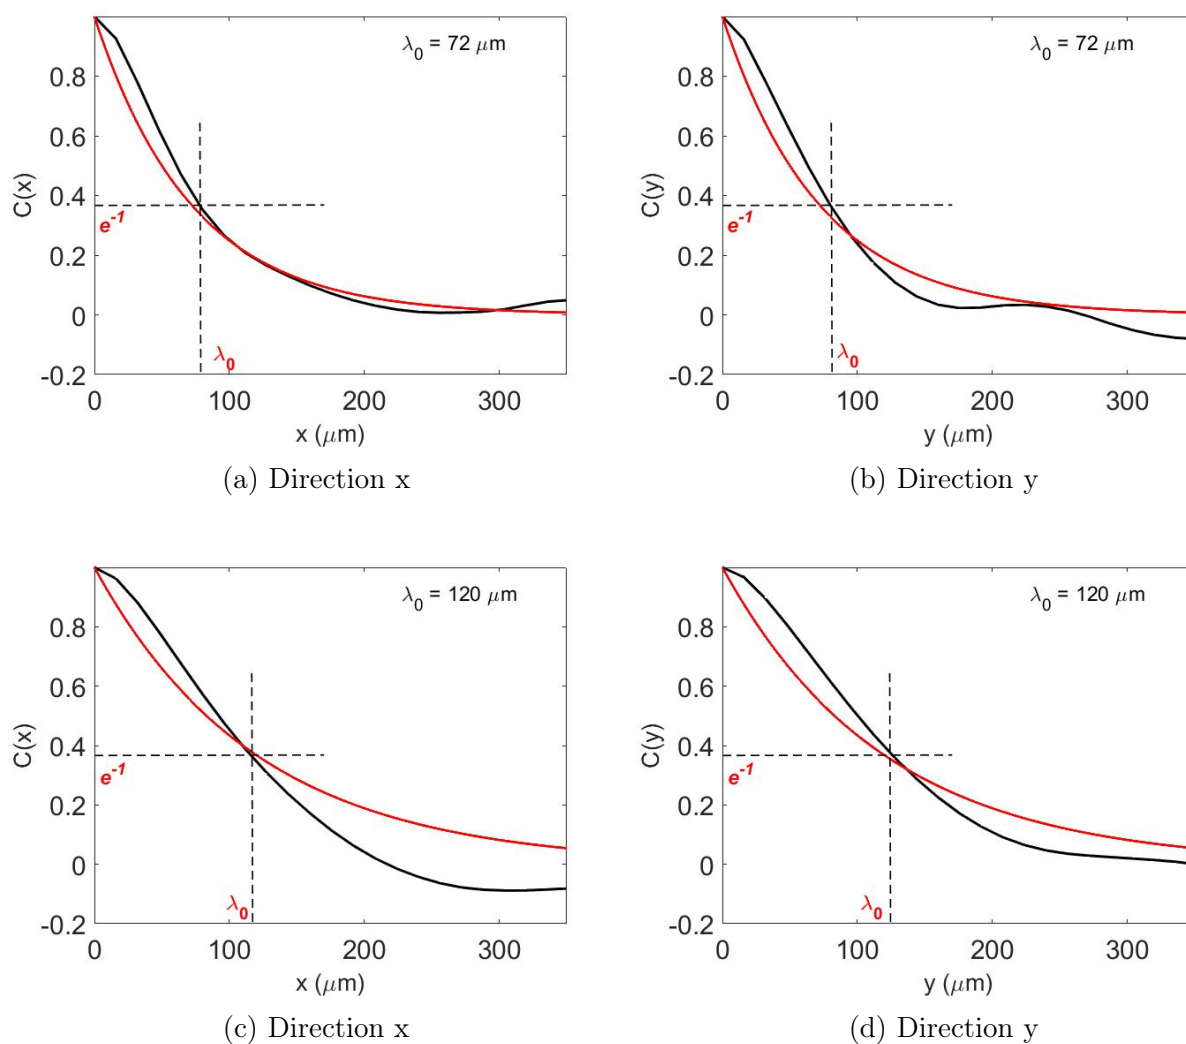 λ0 = 72 μm
0.8
0.6
0.4
0.2
0
-0.2
C(x)
e-1
λ0
0 100 200 300
x (μm)
(a) Direction x
λ0 = 72 μm
0.8
0.6
0.4
0.2
0
-0.2
C(y)
e-1
λ0
0 100 200 300
y (μm)
(b) Direction y
λ0 = 120 μm
0.8
0.6
0.4
0.2
0
-0.2
C(x)
e-1
λ0
0 100 200 300
x (μm)
(c) Direction x
λ0 = 120 μm
0.8
0.6
0.4
0.2
0
-0.2
C(y)
e-1
λ0
0 100 200 300
y (μm)
(d) Direction y